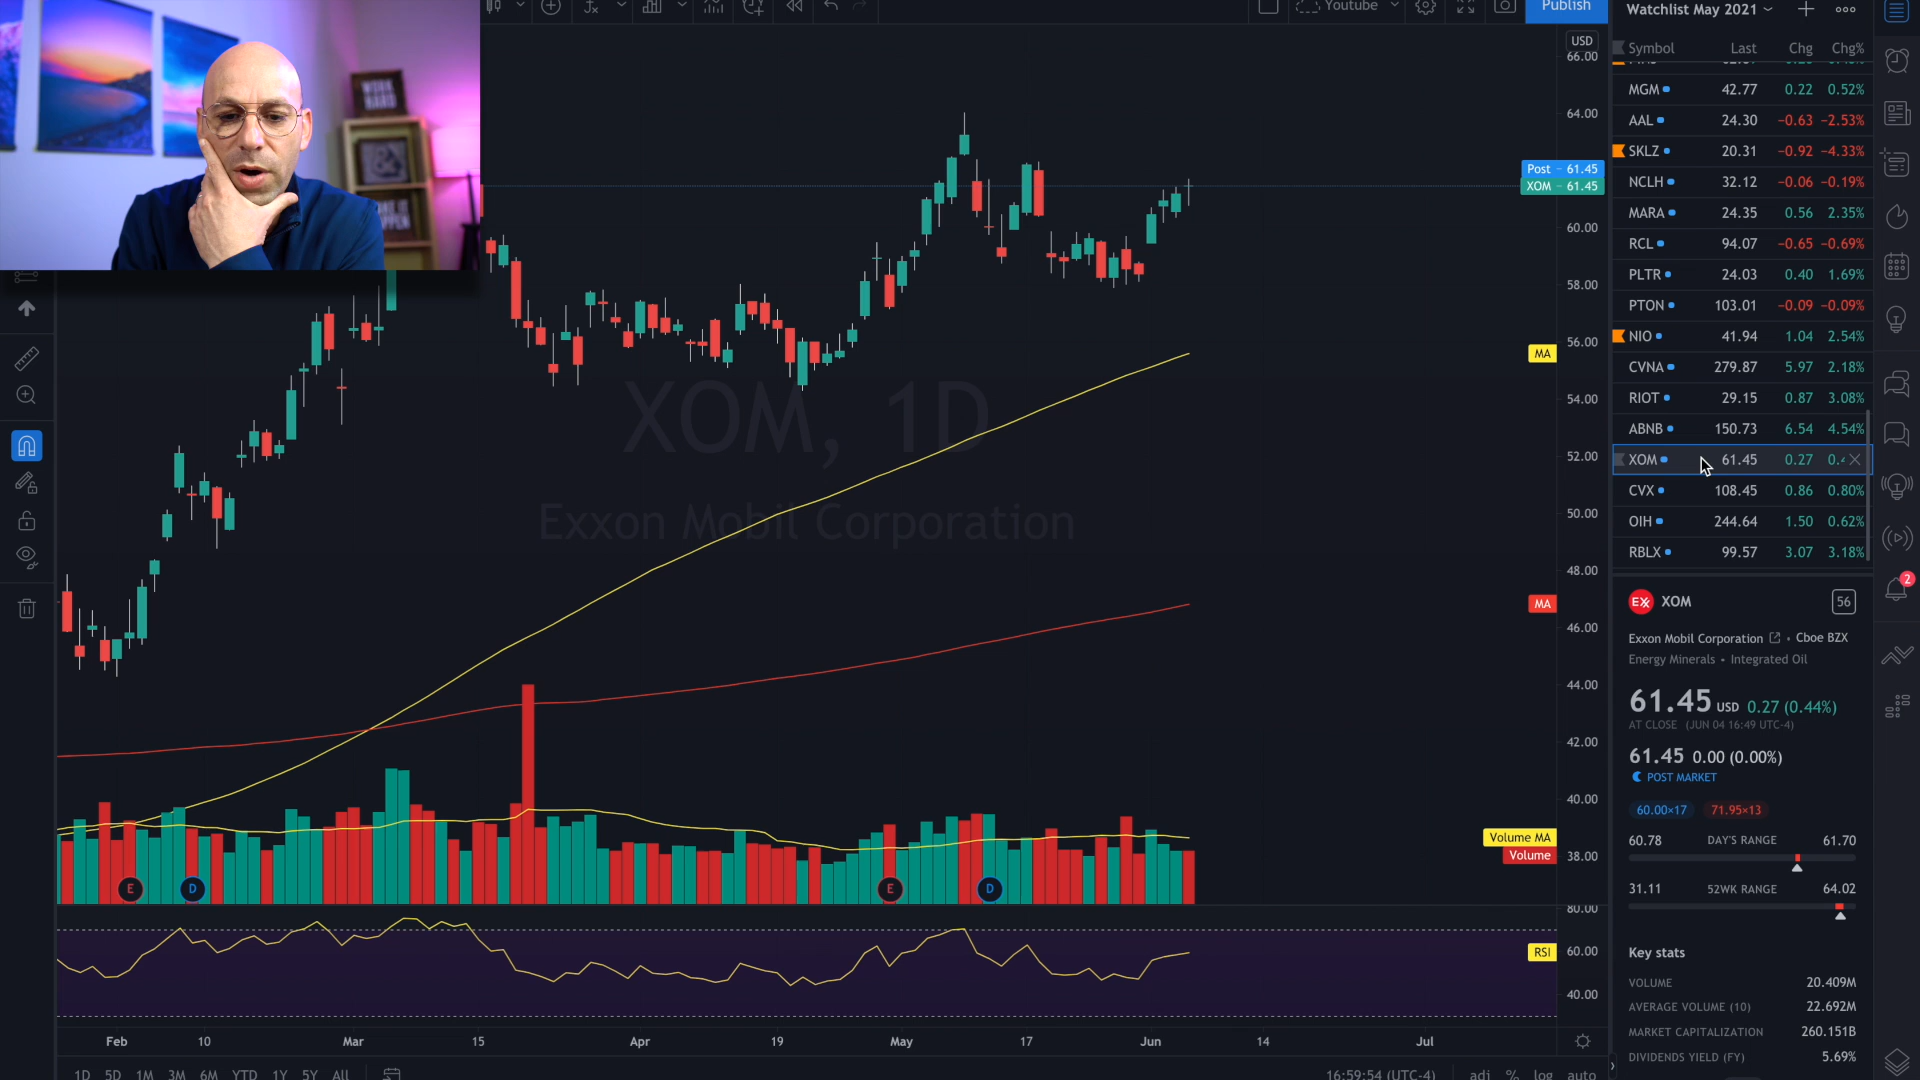 WORK
HARD
Youtube
Publish
Watchlist May 2021
Symbol Last Chg Chg%
MGM 42.77 0.22 0.52%
AAL 24.30 −0.63 −2.53%
SKLZ 20.31 −0.92 −4.33%
NCLH 32.12 −0.06 −0.19%
MARA 24.35 0.56 2.35%
RCL 94.07 −0.65 −0.69%
PLTR 24.03 0.40 1.69%
PTON 103.01 −0.09 −0.09%
NIO 41.94 1.04 2.54%
CVNA 279.87 5.97 2.18%
RIOT 29.15 0.87 3.08%
ABNB 150.73 6.54 4.54%
XOM 61.45 0.27
CVX 108.45 0.86 0.80%
OIH 244.64 1.50 0.62%
RBLX 99.57 3.07 3.18%
USD
66.00
64.00
Post − 61.45
XOM − 61.45
60.00
58.00
56.00
54.00
52.00
50.00
48.00
46.00
44.00
42.00
40.00
38.00
MA
MA
Volume MA
Volume
XOM, 1D
Exxon Mobil Corporation
E D E D
80.00
60.00
40.00
RSI
Feb 10 Mar 15 Apr 19 May 17 Jun 14 Jul
1D 5D 1M 3M 6M YTD 1Y 5Y All
16:59:54 (UTC-4) adj % log auto
2
XOM 56
Exxon Mobil Corporation • Cboe BZX
Energy Minerals • Integrated Oil
61.45 USD 0.27 (0.44%)
AT CLOSE (JUN 04 16:49 UTC-4)
61.45 0.00 (0.00%)
POST MARKET
60.00×17 71.95×13
60.78 DAY'S RANGE 61.70
31.11 52WK RANGE 64.02
Key stats
VOLUME 20.409M
AVERAGE VOLUME (10) 22.692M
MARKET CAPITALIZATION 260.151B
DIVIDENDS YIELD (FY) 5.69%